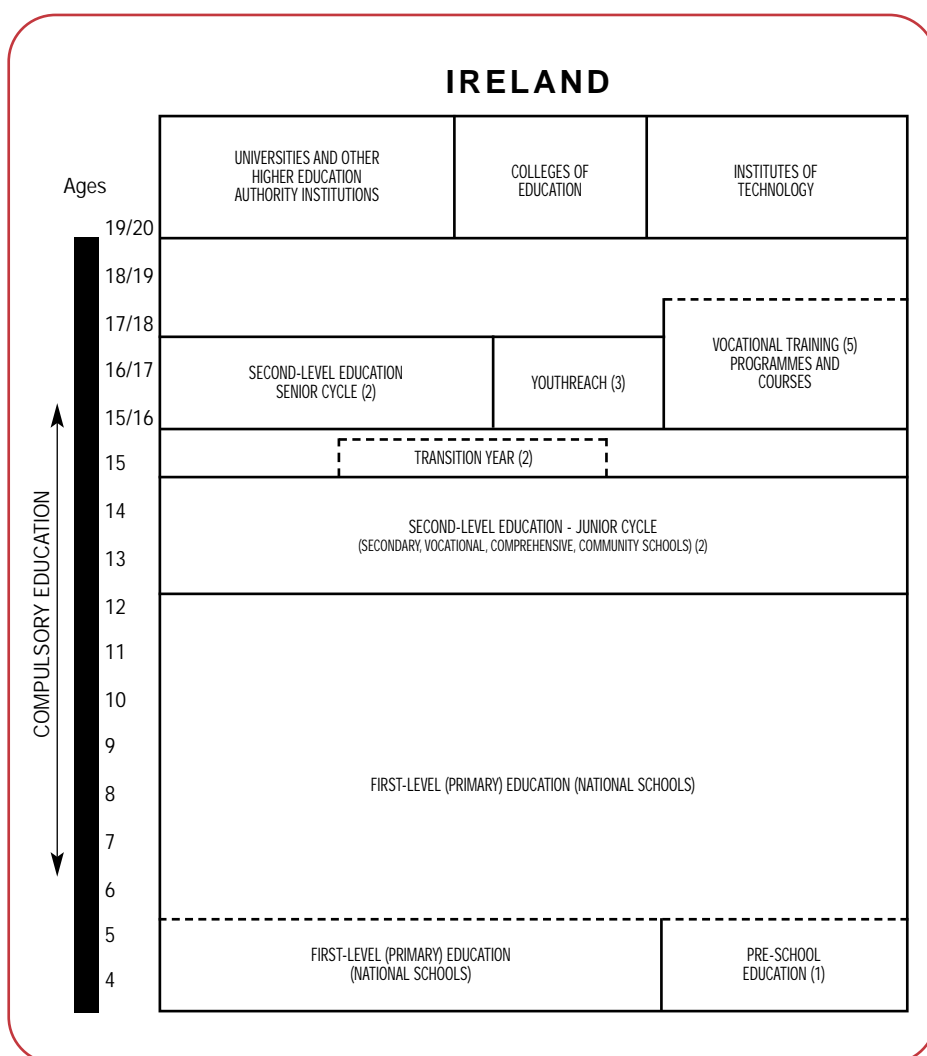 IRELAND
UNIVERSITIES AND OTHER
HIGHER EDUCATION
AUTHORITY INSTITUTIONS
COLLEGES OF
EDUCATION
INSTITUTES OF
TECHNOLOGY
Ages
19/20
18/19
17/18
16/17
15/16
15
14
13
12
11
10
9
8
7
6
5
4
COMPULSORY EDUCATION
VOCATIONAL TRAINING (5)
PROGRAMMES AND
COURSES
SECOND-LEVEL EDUCATION
SENIOR CYCLE (2)
YOUTHREACH (3)
TRANSITION YEAR (2)
SECOND-LEVEL EDUCATION - JUNIOR CYCLE
(SECONDARY, VOCATIONAL, COMPREHENSIVE, COMMUNITY SCHOOLS) (2)
FIRST-LEVEL (PRIMARY) EDUCATION (NATIONAL SCHOOLS)
FIRST-LEVEL (PRIMARY) EDUCATION
(NATIONAL SCHOOLS)
PRE-SCHOOL
EDUCATION (1)